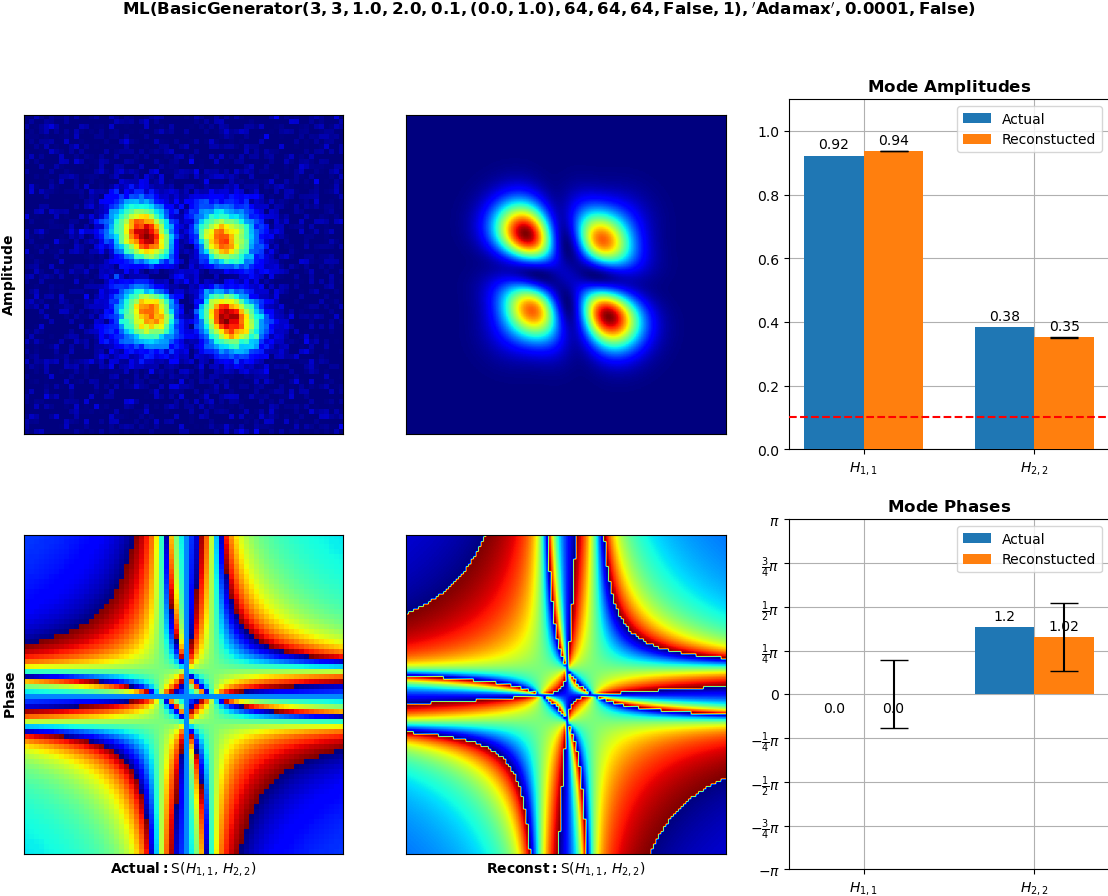 ML(BasicGenerator(3, 3, 1.0, 2.0, 0.1, (0.0, 1.0), 64, 64, 64, False, 1), ′Adamax′, 0.0001, False)
Amplitude
Mode Amplitudes
Actual
Reconstucted
1.0
0.8
0.6
0.4
0.2
0.0
0.92
0.94
0.38
0.35
H1, 1
H2, 2
Phase
Actual: S(H1, 1, H2, 2)
Reconst: S(H1, 1, H2, 2)
Mode Phases
Actual
Reconstucted
π
3/4π
1/2π
1/4π
0
−1/4π
−1/2π
−3/4π
−π
0.0
0.0
1.2
1.02
H1, 1
H2, 2